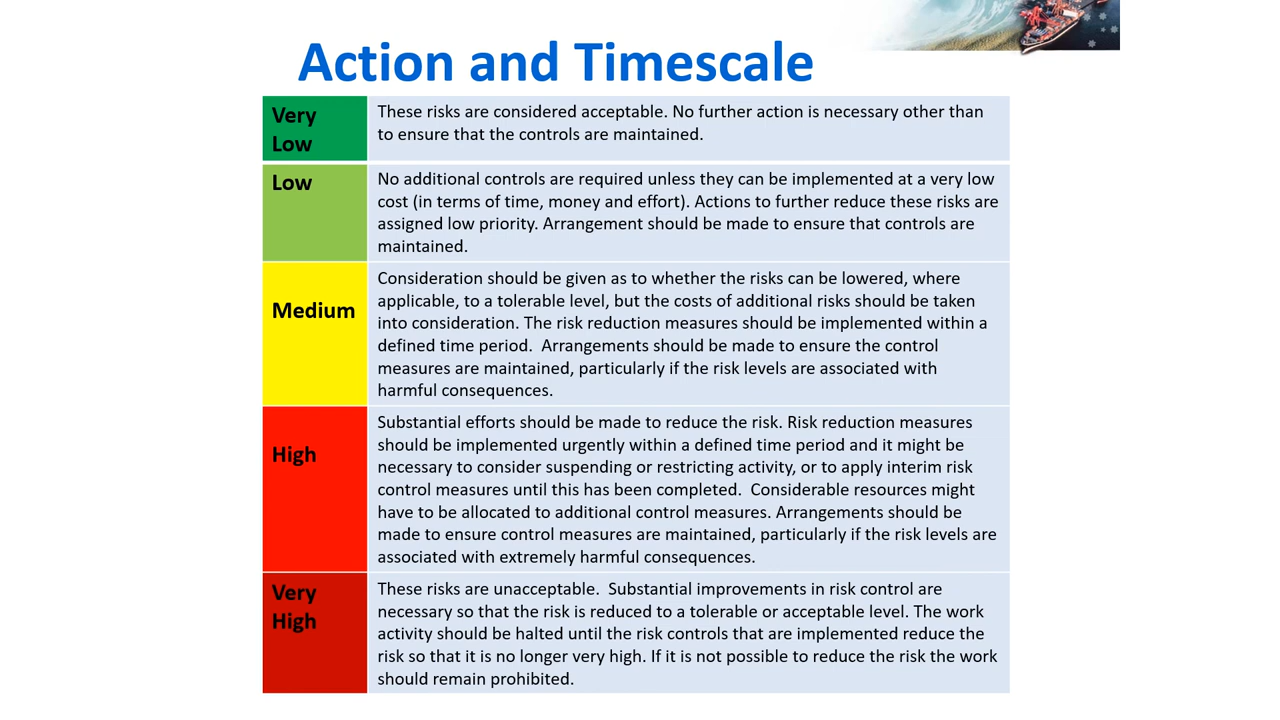 Action and Timescale
Very
Low
These risks are considered acceptable. No further action is necessary other than
to ensure that the controls are maintained.
Low
No additional controls are required unless they can be implemented at a very low
cost (in terms of time, money and effort). Actions to further reduce these risks are
assigned low priority. Arrangement should be made to ensure that controls are
maintained.
Medium
Consideration should be given as to whether the risks can be lowered, where
applicable, to a tolerable level, but the costs of additional risks should be taken
into consideration. The risk reduction measures should be implemented within a
defined time period.  Arrangements should be made to ensure the control
measures are maintained, particularly if the risk levels are associated with
harmful consequences.
High
Substantial efforts should be made to reduce the risk. Risk reduction measures
should be implemented urgently within a defined time period and it might be
necessary to consider suspending or restricting activity, or to apply interim risk
control measures until this has been completed.  Considerable resources might
have to be allocated to additional control measures. Arrangements should be
made to ensure control measures are maintained, particularly if the risk levels are
associated with extremely harmful consequences.
Very
High
These risks are unacceptable.  Substantial improvements in risk control are
necessary so that the risk is reduced to a tolerable or acceptable level. The work
activity should be halted until the risk controls that are implemented reduce the
risk so that it is no longer very high. If it is not possible to reduce the risk the work
should remain prohibited.